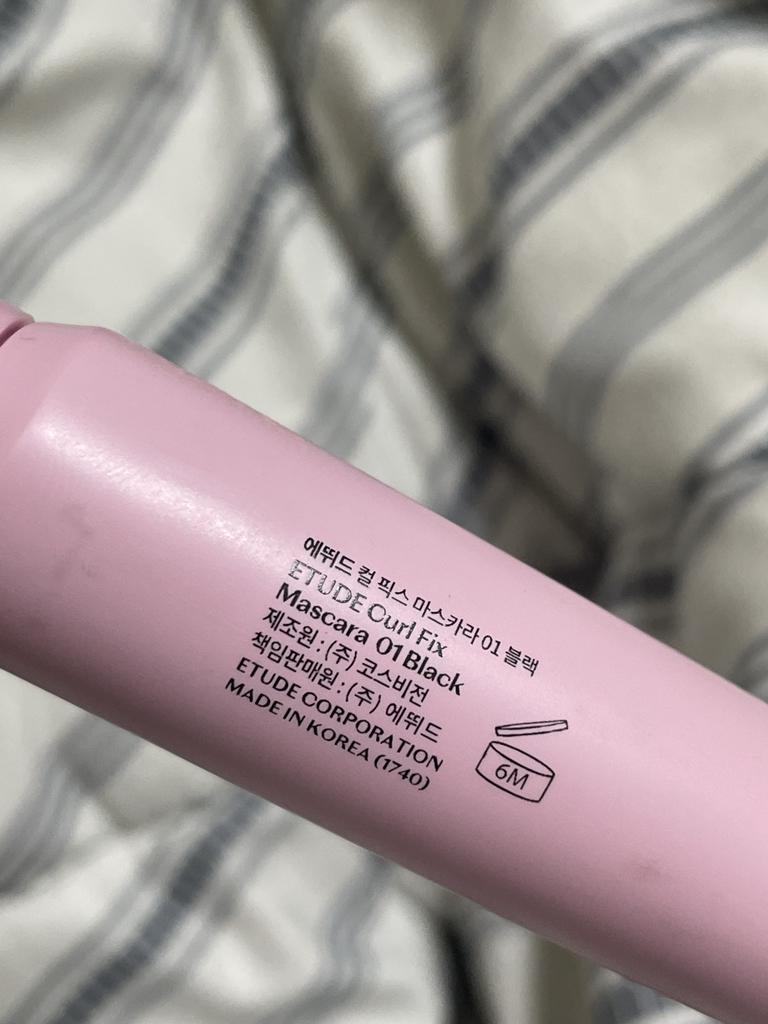 에뛰드 컬 픽스 마스카라 01 블랙
ETUDE Curl Fix
Mascara 01 Black
제조원 : (주) 코스비전
책임판매원 : (주) 에뛰드
ETUDE CORPORATION
MADE IN KOREA (1740)
6M